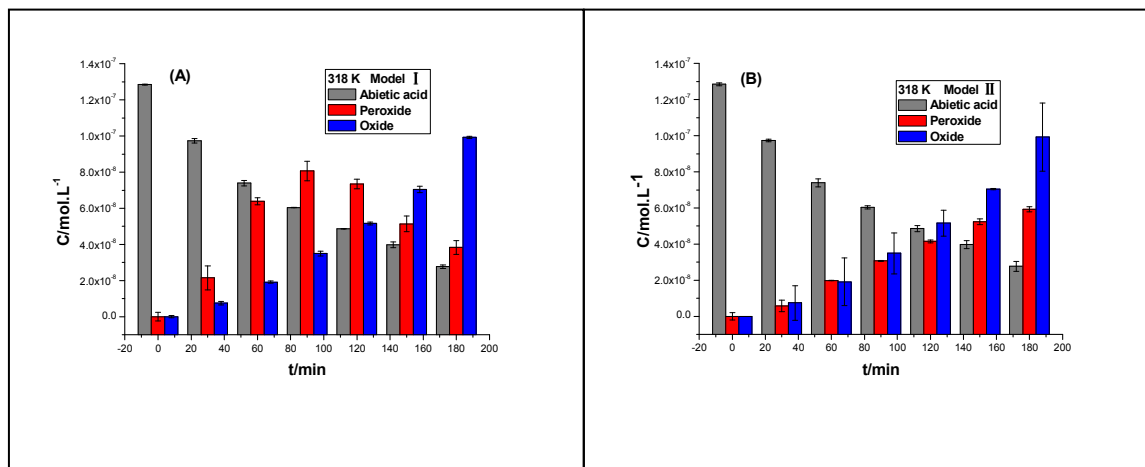 (A)
318 K Model Ⅰ
Abietic acid
Peroxide
Oxide
C/mol.L⁻¹
1.4x10⁻⁷
1.2x10⁻⁷
1.0x10⁻⁷
8.0x10⁻⁸
6.0x10⁻⁸
4.0x10⁻⁸
2.0x10⁻⁸
0.0
-20 0 20 40 60 80 100 120 140 160 180 200
t/min
(B)
318 K Model Ⅱ
Abietic acid
Peroxide
Oxide
C/mol.L⁻¹
1.4x10⁻⁷
1.2x10⁻⁷
1.0x10⁻⁷
8.0x10⁻⁸
6.0x10⁻⁸
4.0x10⁻⁸
2.0x10⁻⁸
0.0
-20 0 20 40 60 80 100 120 140 160 180 200
t/min